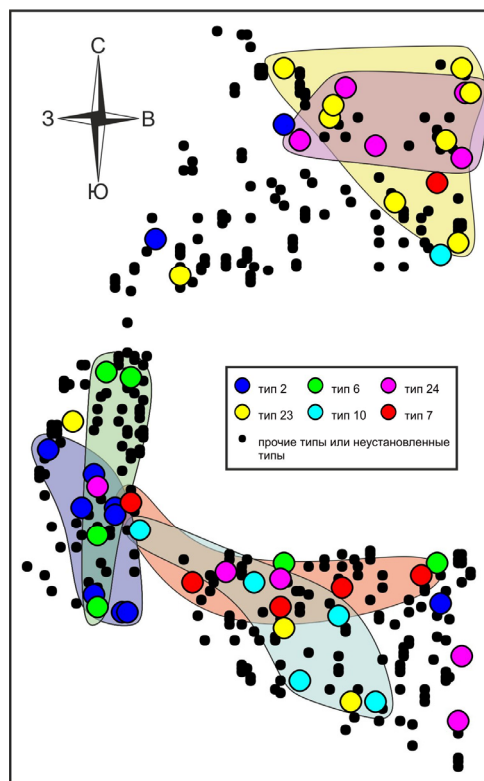 С
З В
Ю
тип 2 тип 6 тип 24
тип 23 тип 10 тип 7
прочие типы или неустановленные
типы